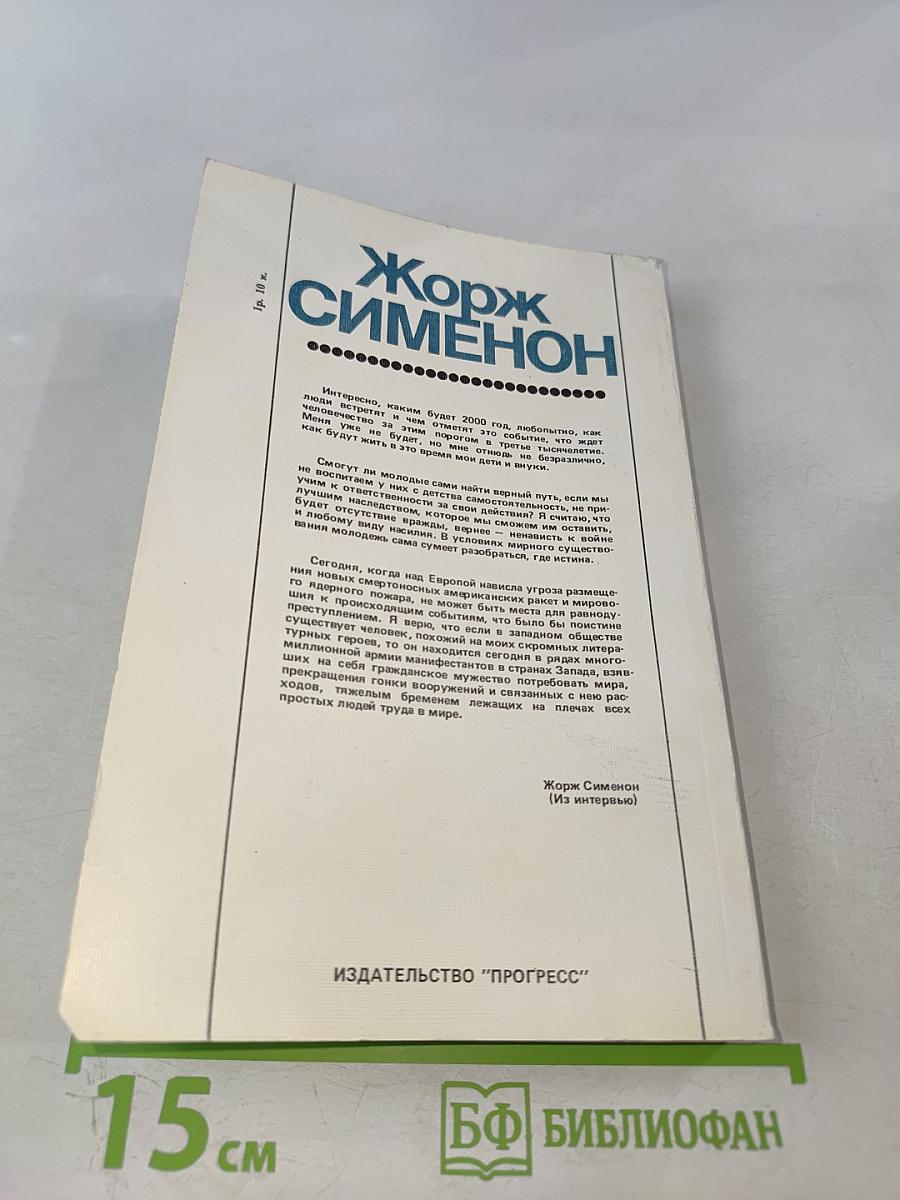 1р. 10 к.
Жорж
СИМЕНОН
Интересно, каким будет 2000 год, любопытно, как
люди встретят и чем отметят это событие, что ждет
человечество за этим порогом в третье тысячелетие.
Меня уже не будет, но мне отнюдь не безразлично,
как будут жить в это время мои дети и внуки.
Смогут ли молодые сами найти верный путь, если мы
не воспитаем у них с детства самостоятельность, не при-
учим к ответственности за свои действия? Я считаю, что
лучшим наследством, которое мы сможем им оставить,
будет отсутствие вражды, вернее — ненависть к войне
и любому виду насилия. В условиях мирного существо-
вания молодежь сама сумеет разобраться, где истина.
Сегодня, когда над Европой нависла угроза размеще-
ния новых смертоносных американских ракет и мирово-
го ядерного пожара, не может быть места для равноду-
шия к происходящим событиям, что было бы поистине
преступлением. Я верю, что если в западном обществе
существует человек, похожий на моих скромных литера-
турных героев, то он находится сегодня в рядах много-
миллионной армии манифестантов в странах Запада, взяв-
ших на себя гражданское мужество потребовать мира,
прекращения гонки вооружений и связанных с нею рас-
ходов, тяжелым бременем лежащих на плечах всех
простых людей труда в мире.
Жорж Сименон
(Из интервью)
ИЗДАТЕЛЬСТВО "ПРОГРЕСС"
15 см
БФ БИБЛИОФАН